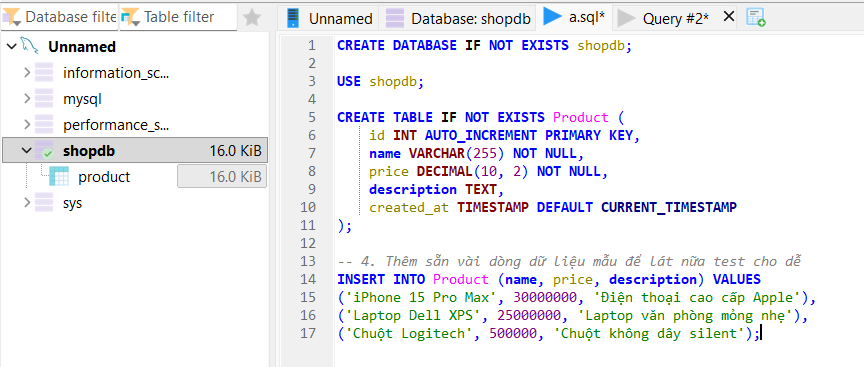 Database filte
Table filter
Unnamed
Database: shopdb
a.sql*
Query #2*
Unnamed
information_sc...
mysql
performance_s...
shopdb 16.0 KiB
product 16.0 KiB
sys
1 CREATE DATABASE IF NOT EXISTS shopdb;
2
3 USE shopdb;
4
5 CREATE TABLE IF NOT EXISTS Product (
6 id INT AUTO_INCREMENT PRIMARY KEY,
7 name VARCHAR(255) NOT NULL,
8 price DECIMAL(10, 2) NOT NULL,
9 description TEXT,
10 created_at TIMESTAMP DEFAULT CURRENT_TIMESTAMP
11 );
12
13 -- 4. Thêm sẵn vài dòng dữ liệu mẫu để lát nữa test cho dễ
14 INSERT INTO Product (name, price, description) VALUES
15 ('iPhone 15 Pro Max', 30000000, 'Điện thoại cao cấp Apple'),
16 ('Laptop Dell XPS', 25000000, 'Laptop văn phòng mỏng nhẹ'),
17 ('Chuột Logitech', 500000, 'Chuột không dây silent');